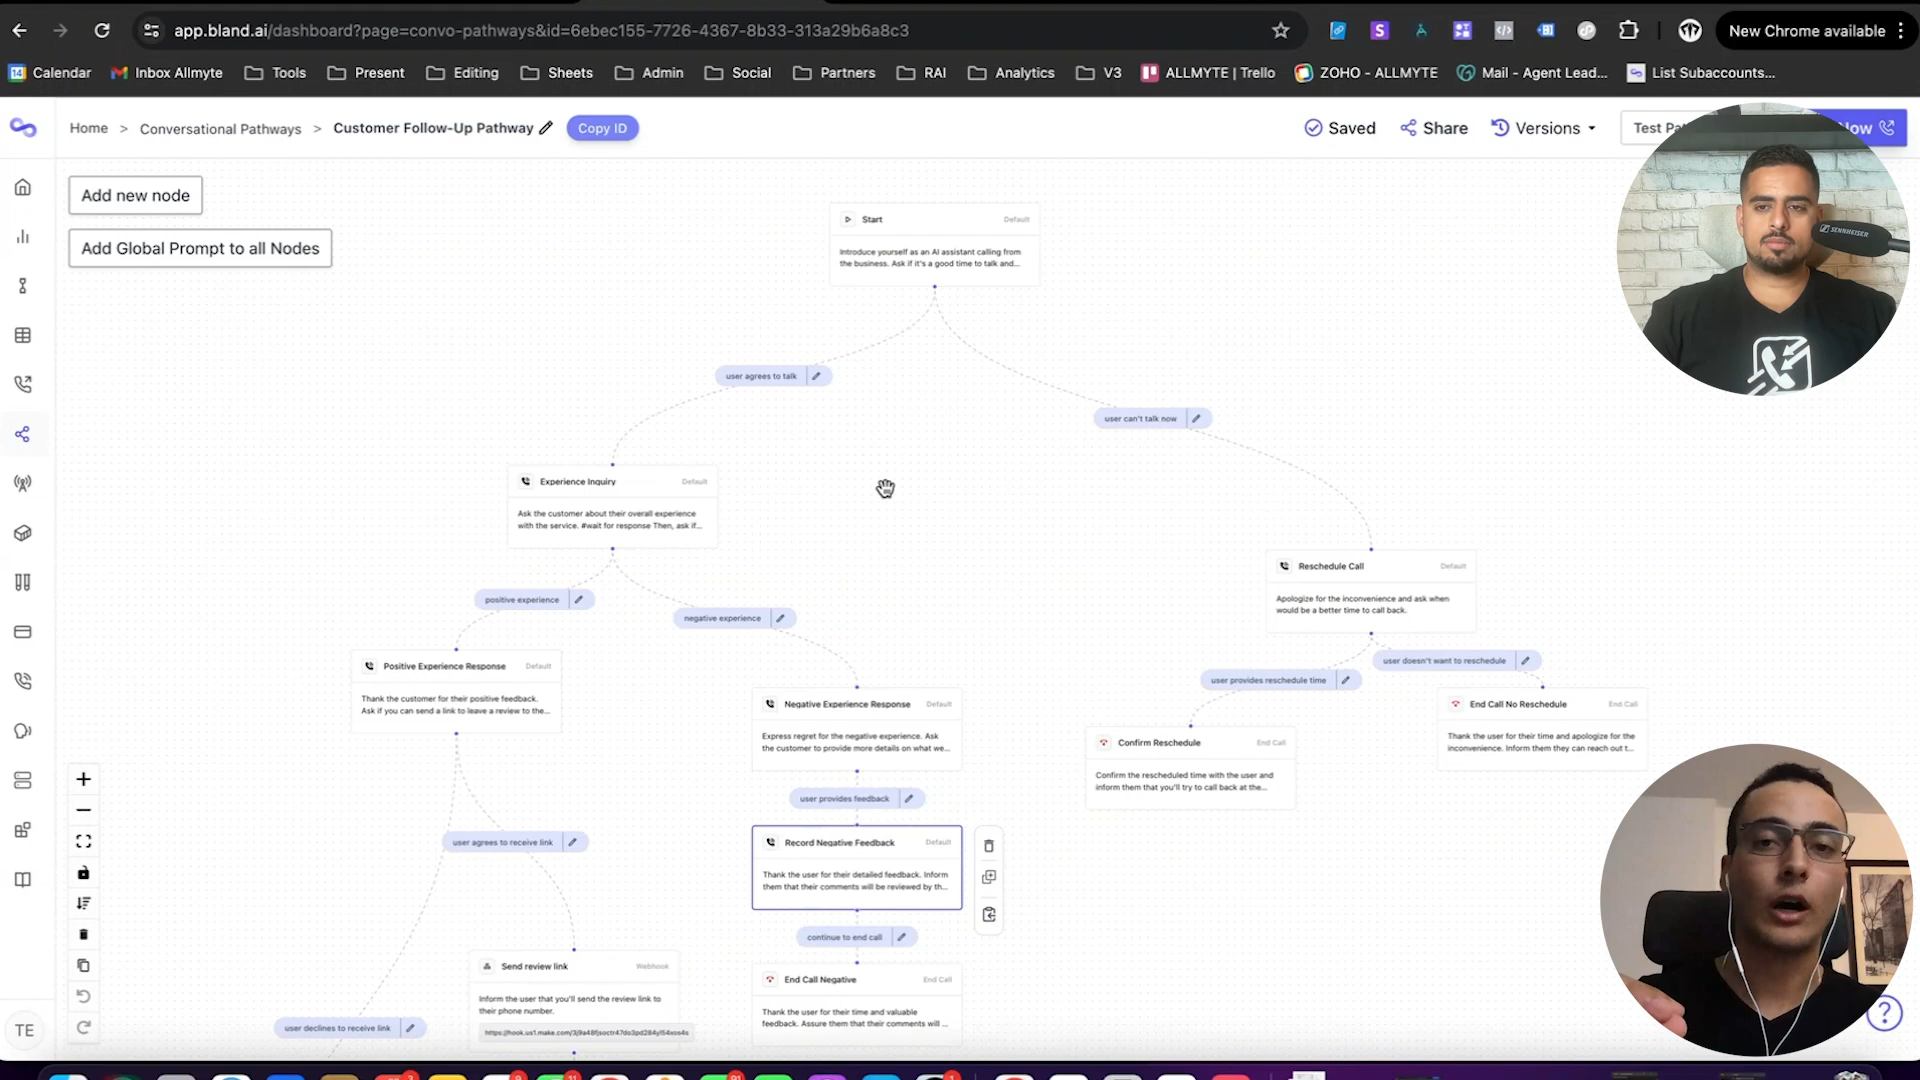 app.bland.ai/dashboard?page=convo-pathways&id=6ebec155-7726-4367-8b33-313a29b6a8c3
New Chrome available
14 Calendar
Inbox Allmyte
Tools
Present
Editing
Sheets
Admin
Social
Partners
RAI
Analytics
V3
ALLMYTE | Trello
ZOHO - ALLMYTE
Mail - Agent Lead...
List Subaccounts...
Home > Conversational Pathways > Customer Follow-Up Pathway
Copy ID
Saved
Share
Versions
Test Pat
Now
SENNHEISER
Add new node
Add Global Prompt to all Nodes
Start Default
Introduce yourself as an AI assistant calling from
the business. Ask if it's a good time to talk and...
user agrees to talk
user can't talk now
Experience Inquiry Default
Ask the customer about their overall experience
with the service. #wait for response Then, ask if...
positive experience
negative experience
Reschedule Call Default
Apologize for the inconvenience and ask when
would be a better time to call back.
user doesn't want to reschedule
user provides reschedule time
Positive Experience Response Default
Thank the customer for their positive feedback.
Ask if you can send a link to leave a review to the...
Negative Experience Response Default
Express regret for the negative experience. Ask
the customer to provide more details on what we...
End Call No Reschedule End Call
Thank the user for their time and apologize for the
inconvenience. Inform them they can reach out t...
Confirm Reschedule End Call
Confirm the rescheduled time with the user and
inform them that you'll try to call back at the...
user provides feedback
user agrees to receive link
Record Negative Feedback Default
Thank the user for their detailed feedback. Inform
them that their comments will be reviewed by th...
continue to end call
Send review link Webhook
Inform the user that you'll send the review link to
their phone number.
End Call Negative End Call
Thank the user for their time and valuable
feedback. Assure them that their comments will ...
user declines to receive link
TE